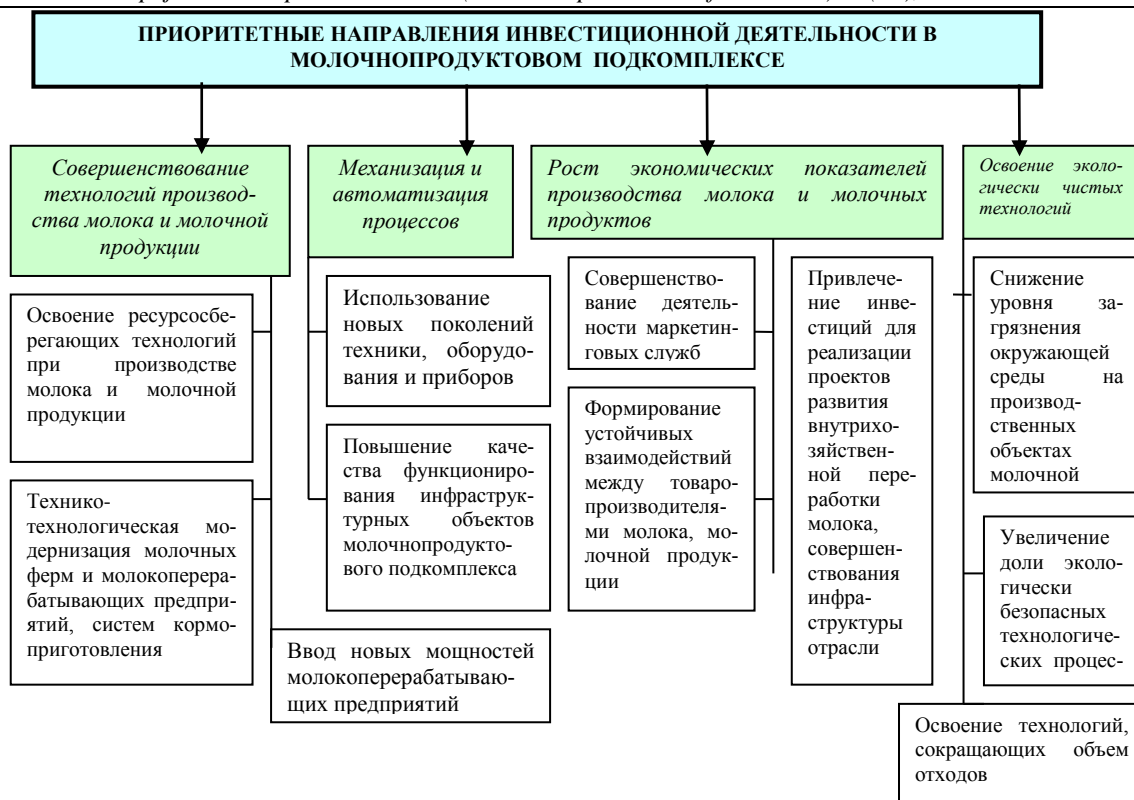 ПРИОРИТЕТНЫЕ НАПРАВЛЕНИЯ ИНВЕСТИЦИОННОЙ ДЕЯТЕЛЬНОСТИ В
МОЛОЧНОПРОДУКТОВОМ ПОДКОМПЛЕКСЕ
Совершенствование
технологий производ-
ства молока и молочной
продукции
Освоение ресурсосбе-
регающих технологий
при производстве
молока и молочной
продукции
Технико-
технологическая мо-
дернизация молочных
ферм и молокоперера-
батывающих предпри-
ятий, систем кормо-
приготовления
Ввод новых мощностей
молокоперерабатываю-
щих предприятий
Механизация и
автоматизация
процессов
Использование
новых поколений
техники, оборудо-
вания и приборов
Повышение каче-
ства функциониро-
вания инфраструк-
турных объектов
молочнопродукто-
вого подкомплекса
Рост экономических показателей
производства молока и молочных
продуктов
Совершенство-
вание деятель-
ности маркетин-
говых служб
Формирование
устойчивых
взаимодействий
между товаро-
производителя-
ми молока, мо-
лочной продук-
ции
Привлече-
ние инве-
стиций для
реализации
проектов
развития
внутрихо-
зяйствен-
ной пере-
работки
молока,
совершен-
ствования
инфра-
структуры
отрасли
Освоение эколо-
гически чистых
технологий
Снижение
уровня за-
грязнения
окружающей
среды на
производ-
ственных
объектах
молочной
Увеличение
доли эколо-
гически
безопасных
технологиче-
ских процес-
Освоение технологий,
сокращающих объем
отходов